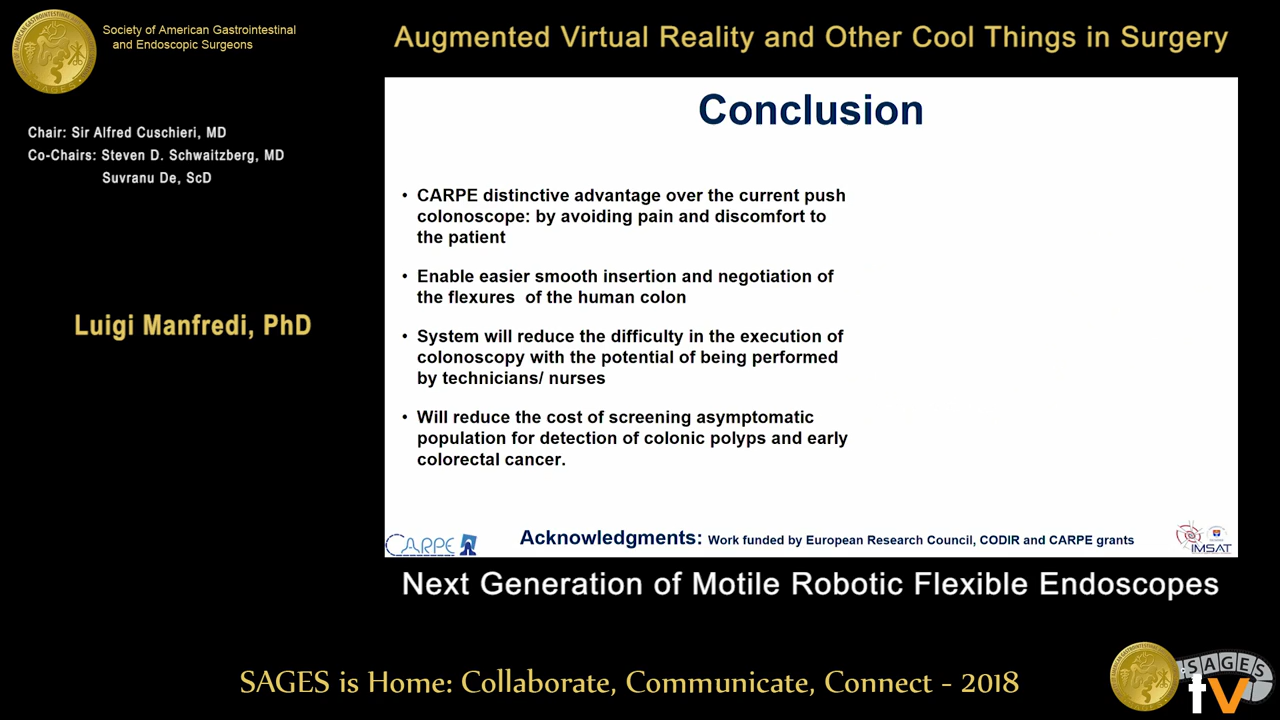 Society of American Gastrointestinal
and Endoscopic Surgeons
Augmented Virtual Reality and Other Cool Things in Surgery
Chair: Sir Alfred Cuschieri, MD
Co-Chairs: Steven D. Schwaitzberg, MD
Suvranu De, ScD
Luigi Manfredi, PhD
Conclusion
• CARPE distinctive advantage over the current push
colonoscope: by avoiding pain and discomfort to
the patient
• Enable easier smooth insertion and negotiation of
the flexures of the human colon
• System will reduce the difficulty in the execution of
colonoscopy with the potential of being performed
by technicians/ nurses
• Will reduce the cost of screening asymptomatic
population for detection of colonic polyps and early
colorectal cancer.
CARPE
Acknowledgments: Work funded by European Research Council, CODIR and CARPE grants
IMSAT
Next Generation of Motile Robotic Flexible Endoscopes
SAGES is Home: Collaborate, Communicate, Connect - 2018
SAGES
tv